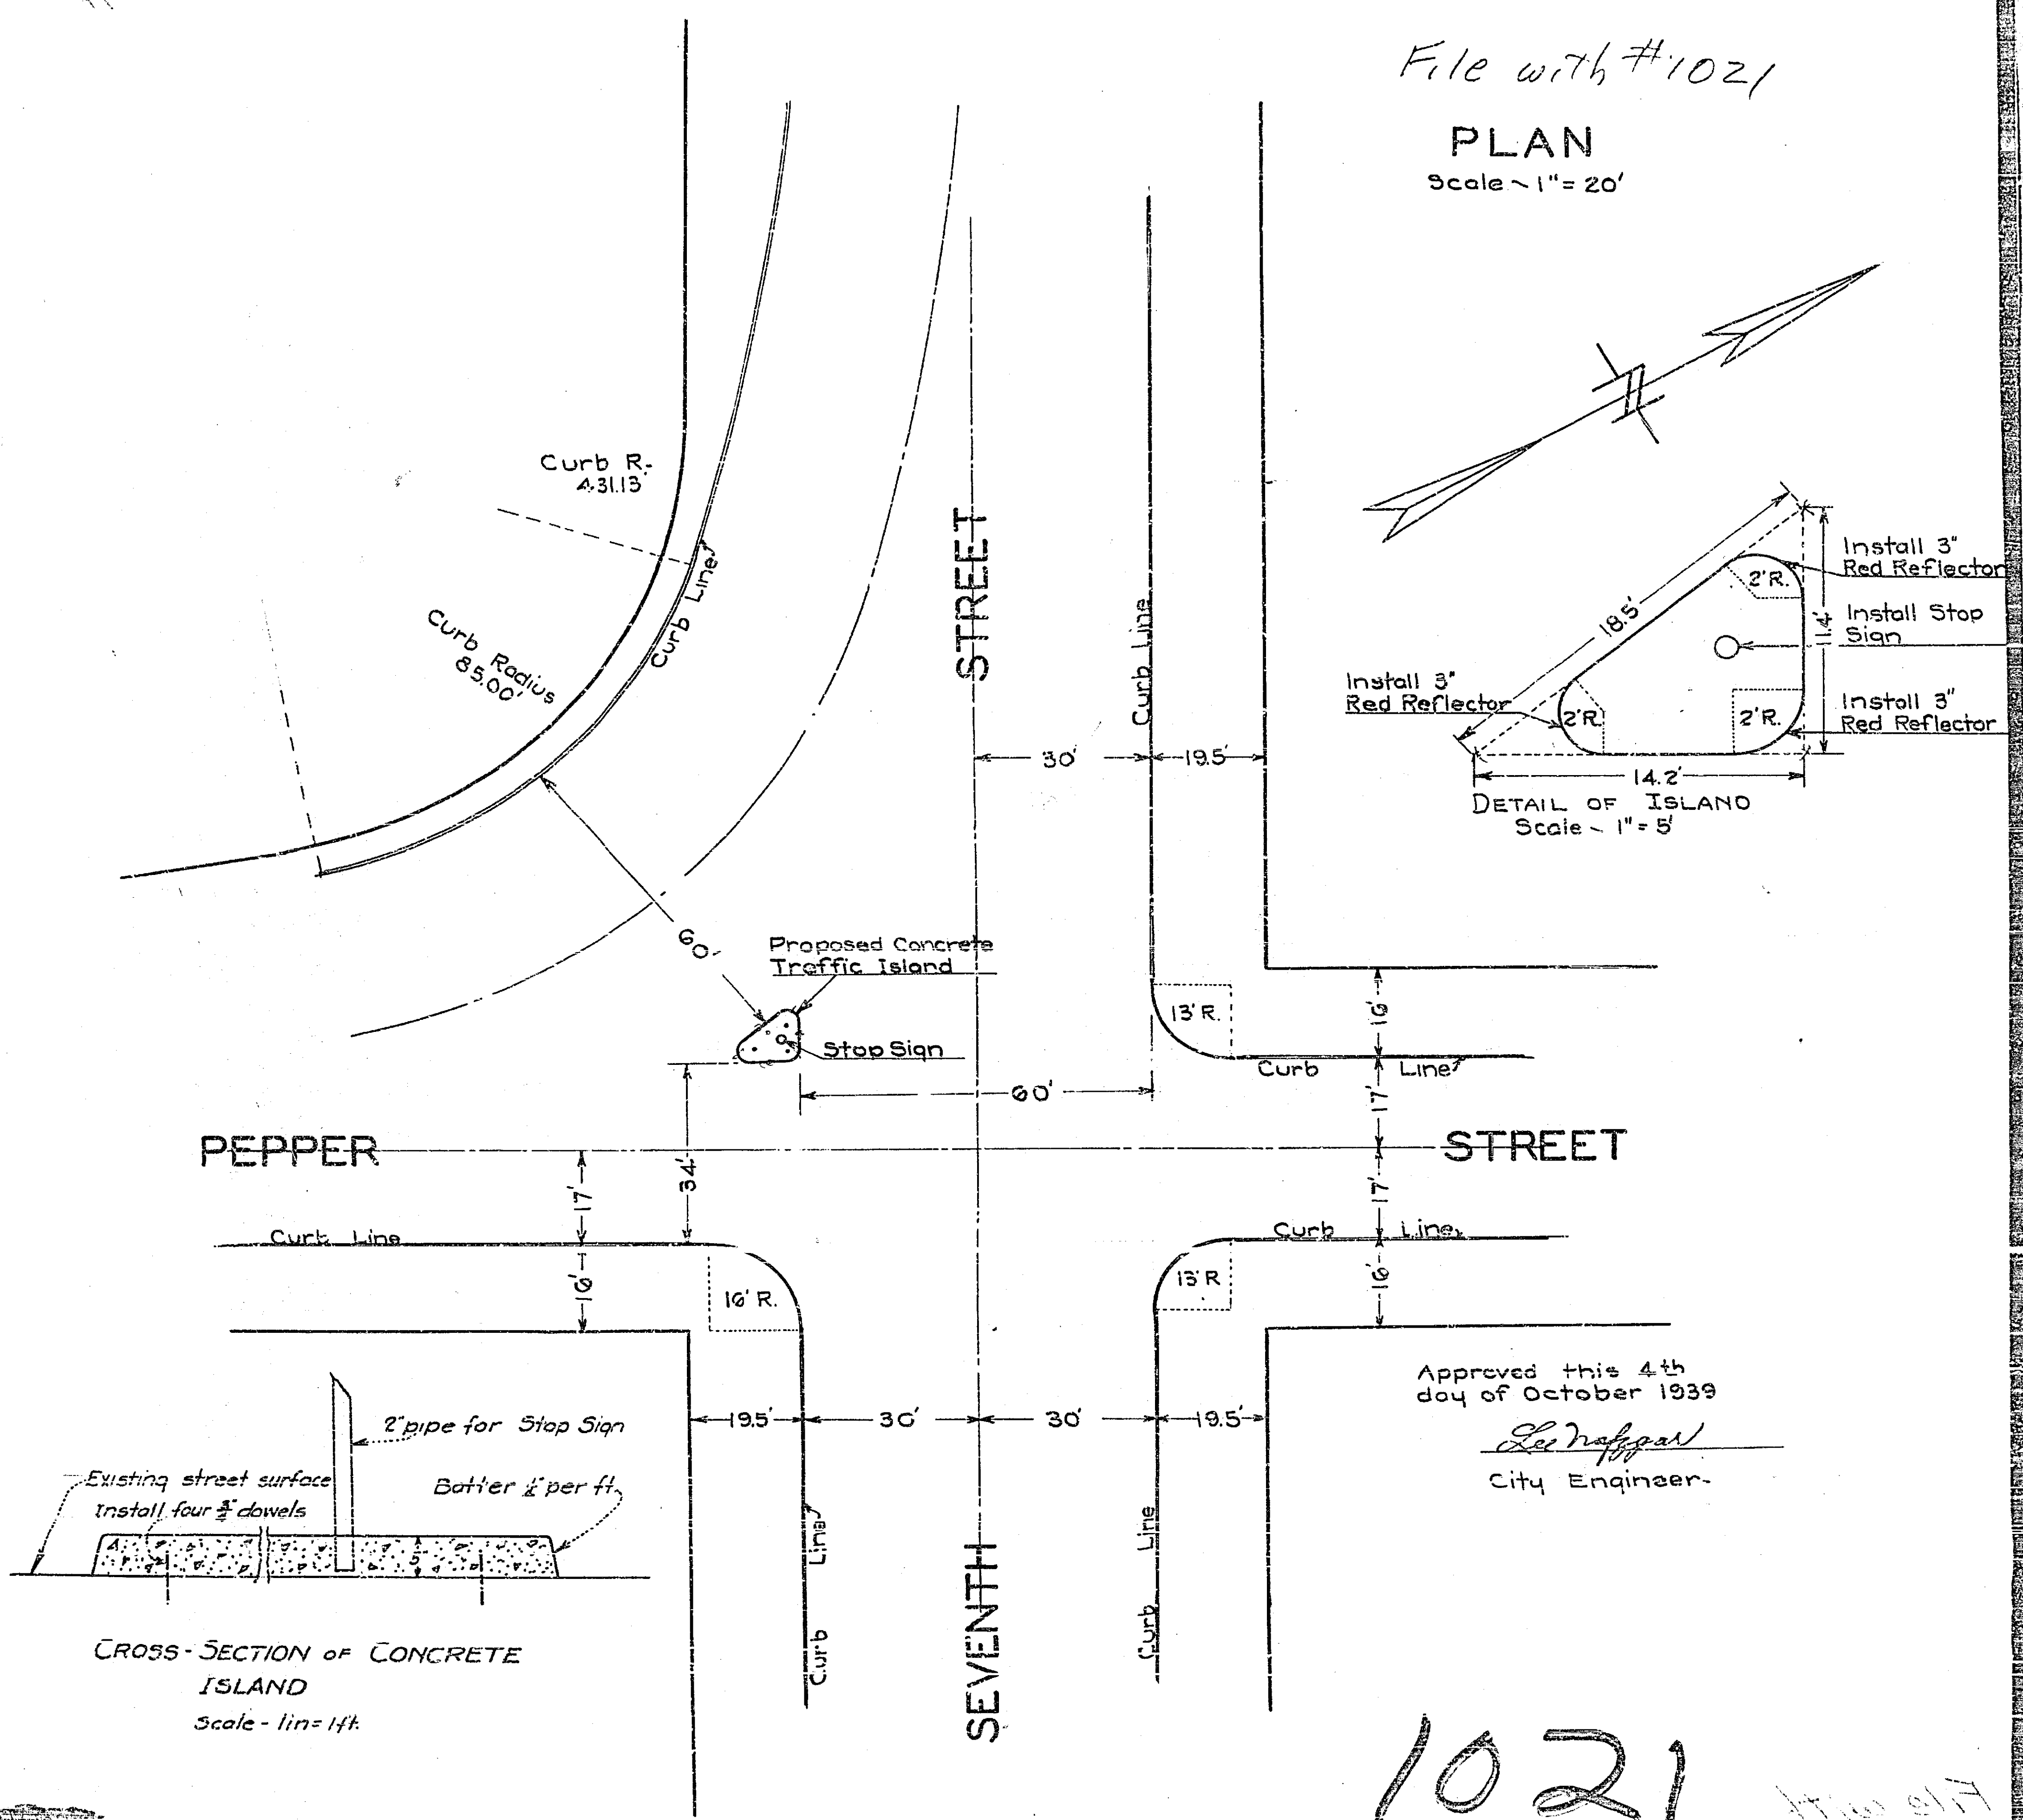 File with #1021
PLAN
Scale ~ 1" = 20'
Curb R.
431.13'
Curb Line
Curb Radius
85.00'
STREET
Curb Line
30'
19.5'
Install 3"
Red Reflector
2'R.
18.5'
11.4'
Install Stop
Sign
Install 3"
Red Reflector
2'R.
2'R.
Install 3"
Red Reflector
14.2'
DETAIL OF ISLAND
Scale ~ 1" = 5'
60'
Proposed Concrete
Traffic Island
Stop Sign
13' R.
16'
Curb Line
60'
17'
PEPPER
STREET
34'
17'
17'
Curb Line
Curb Line
16'
16' R.
13' R
16'
19.5'
30'
30'
19.5'
Approved this 4th
day of October 1939
City Engineer
2" pipe for Stop Sign
Existing street surface
Batter ½" per ft.
Install four ¾" dowels
5"
Curb Line
Curb Line
SEVENTH
CROSS-SECTION OF CONCRETE
ISLAND
Scale - 1in = 1ft.
1021
File with